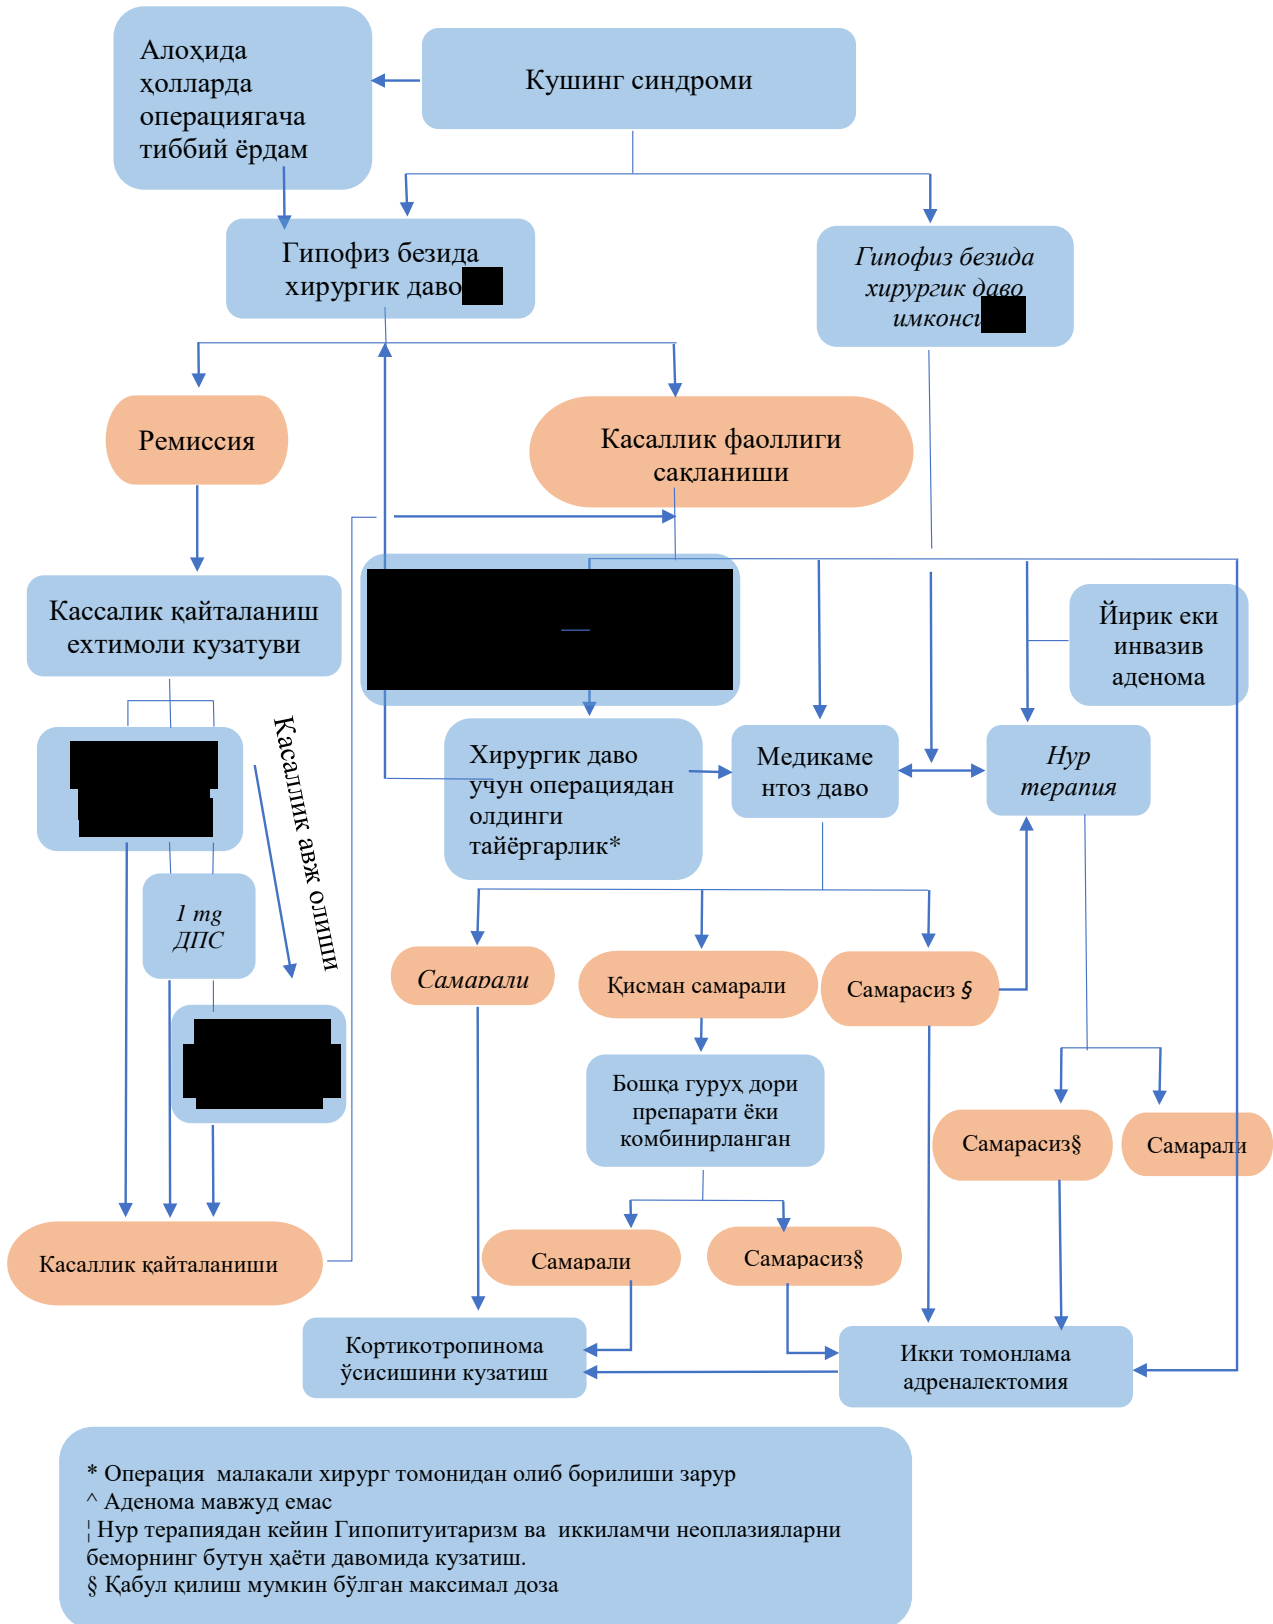 Алоҳида
ҳолларда
операциягача
тиббий ёрдам
Кушинг синдроми
Гипофиз безида
хирургик даво
Гипофиз безида
хирургик даво
Ремиссия
Касаллик фаоллиги
сақланиши
Кассалик қайталаниш
ехтимоли кузатуви
Йирик еки
инвазив
аденома
Касаллик авж олиши
Хирургик даво
учун операциядан
олдинги
тайёргарлик*
Медикаме
нтоз даво
Нур
терапия
1 mg
ДПС
Самарали
Қисман самарали
Самарасиз §
Бошқа гуруҳ дори
препарати ёки
комбинирланган
Самарасиз§
Самарали
Самарали
Самарасиз§
Касаллик қайталаниши
Кортикотропинома
ўсисишини кузатиш
Икки томонлама
адреналектомия
* Операция малакали хирург томонидан олиб борилиши зарур
^ Аденома мавжуд емас
¦ Нур терапиядан кейин Гипопитуитаризм ва иккиламчи неоплазияларни
беморнинг бутун ҳаёти давомида кузатиш.
§ Қабул қилиш мумкин бўлган максимал доза